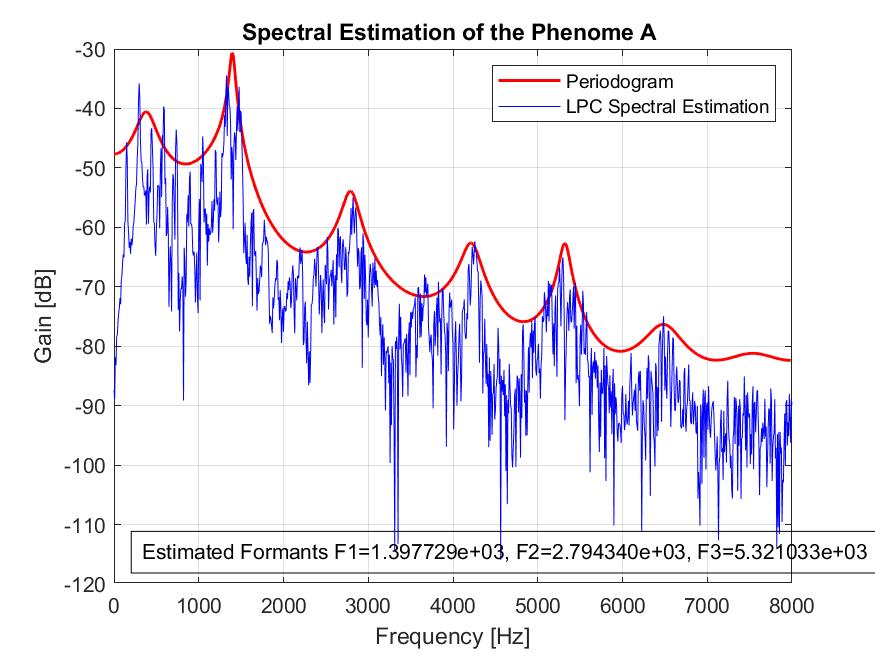 Spectral Estimation of the Phenome A
Periodogram
LPC Spectral Estimation
Gain [dB]
-30
-40
-50
-60
-70
-80
-90
-100
-110
-120
Estimated Formants F1=1.397729e+03, F2=2.794340e+03, F3=5.321033e+03
0 1000 2000 3000 4000 5000 6000 7000 8000
Frequency [Hz]